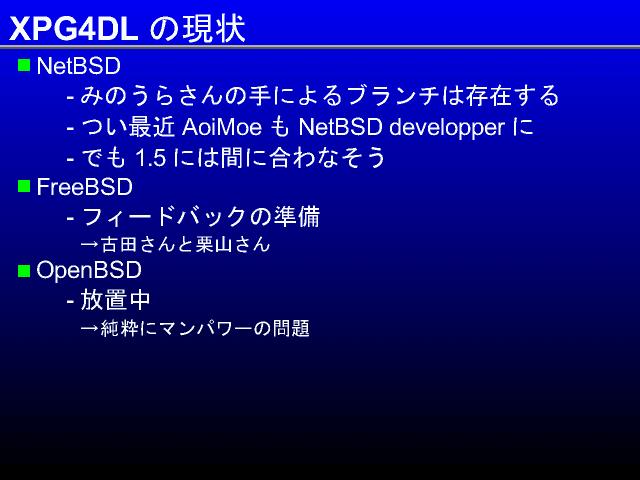 XPG4DL の現状
NetBSD
- みのうらさんの手によるブランチは存在する
- つい最近 AoiMoe も NetBSD developper に
- でも 1.5 には間に合わなそう
FreeBSD
- フィードバックの準備
→古田さんと栗山さん
OpenBSD
- 放置中
→純粋にマンパワーの問題